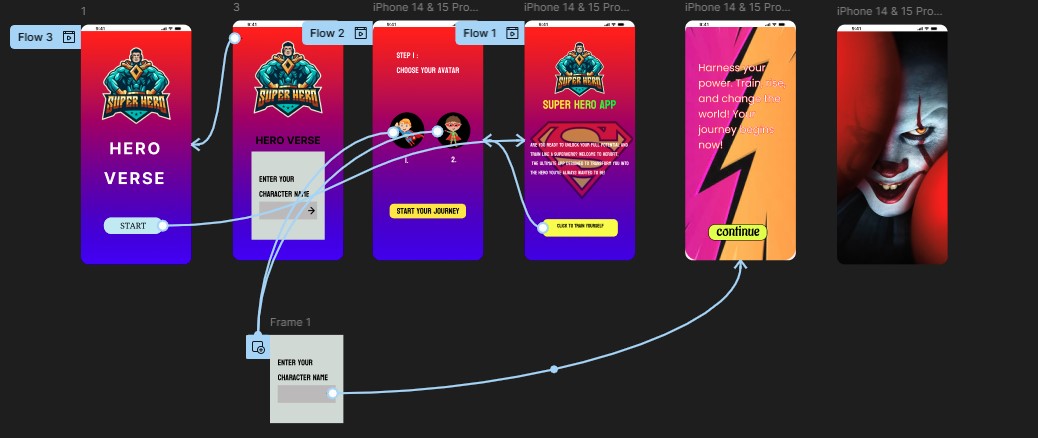 1
3
iPhone 14 & 15 Pro...
iPhone 14 & 15 Pro...
iPhone 14 & 15 Pro...
iPhone 14 & 15 Pro...
Flow 3
Flow 2
Flow 1
9:41
9:41
9:41
9:41
9:41
9:41
SUPER HERO
HERO
VERSE
START
SUPER HERO
HERO VERSE
ENTER YOUR
CHARACTER NAME
STEP 1 :
CHOOSE YOUR AVATAR
1.
2.
START YOUR JOURNEY
SUPER HERO
SUPER HERO APP
ARE YOU READY TO UNLOCK YOUR FULL POTENTIAL AND
TRAIN LIKE A SUPERHERO? WELCOME TO
THE ULTIMATE APP DESIGNED TO TRANSFORM YOU INTO
THE HERO YOU'VE ALWAYS WANTED TO BE!
CLICK TO TRAIN YOURSELF
Harness your
power. Train, rise,
and change the
world! Your
journey begins
now!
continue
Frame 1
ENTER YOUR
CHARACTER NAME